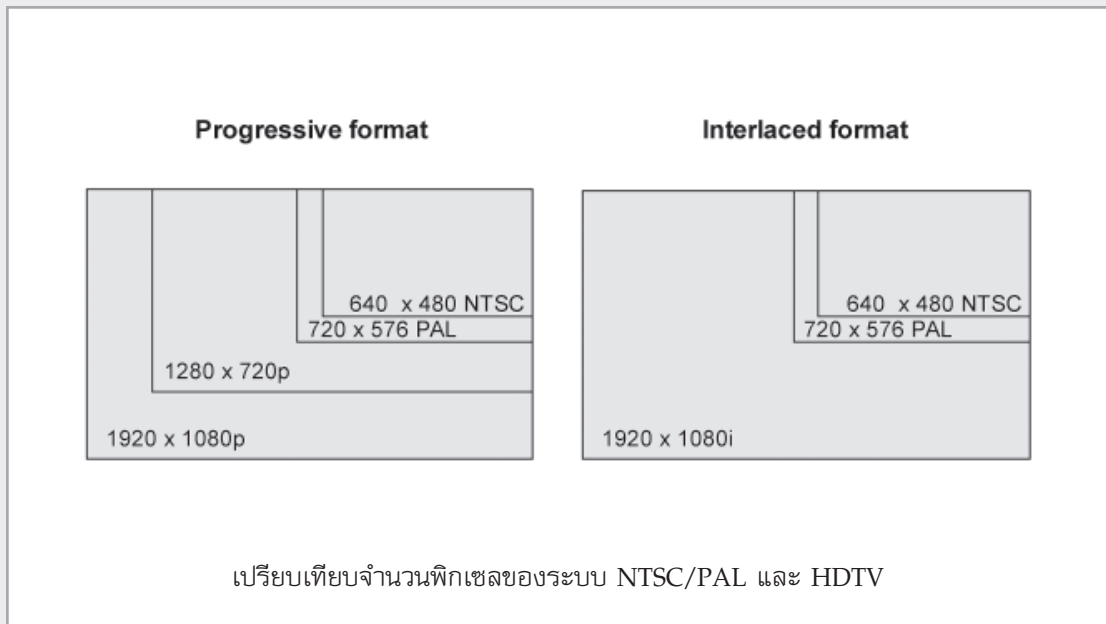 Progressive format
640 x 480 NTSC
720 x 576 PAL
1280 x 720p
1920 x 1080p
Interlaced format
640 x 480 NTSC
720 x 576 PAL
1920 x 1080i
เปรียบเทียบจำนวนพิกเซลของระบบ NTSC/PAL และ HDTV